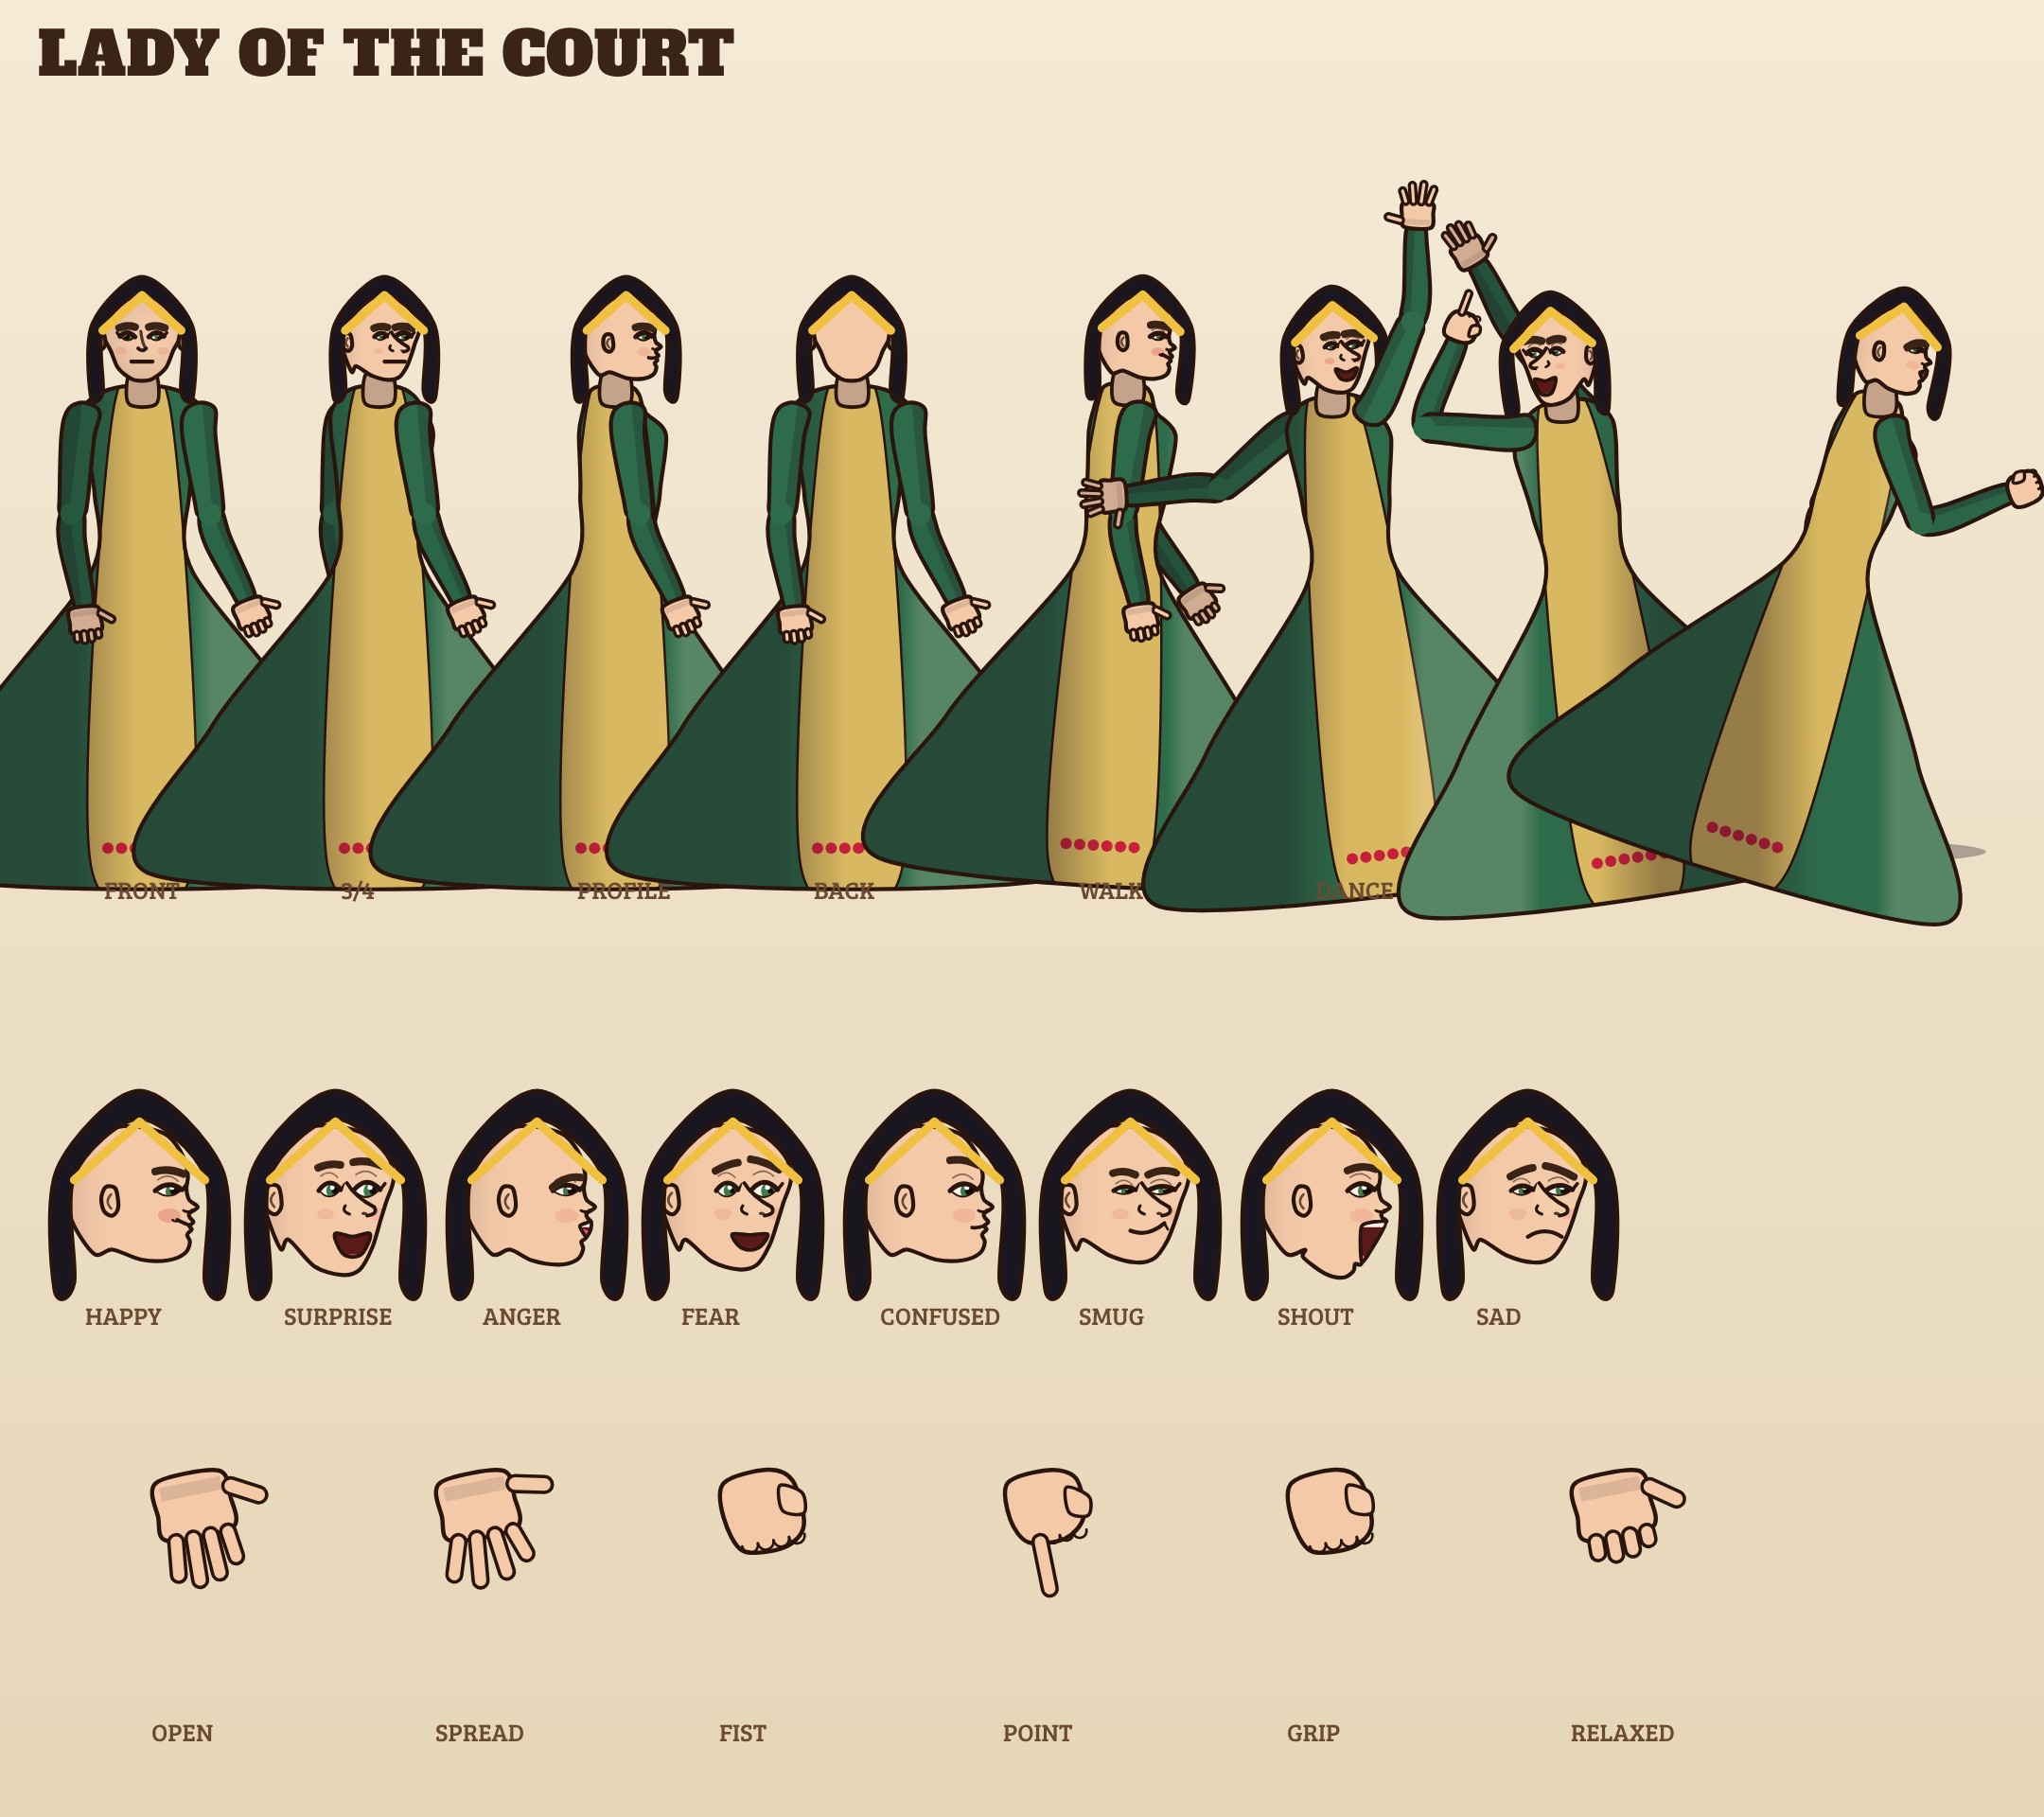 LADY OF THE COURT
FRONT 3/4 PROFILE BACK WALK DANCE
HAPPY SURPRISE ANGER FEAR CONFUSED SMUG SHOUT SAD
OPEN SPREAD FIST POINT GRIP RELAXED